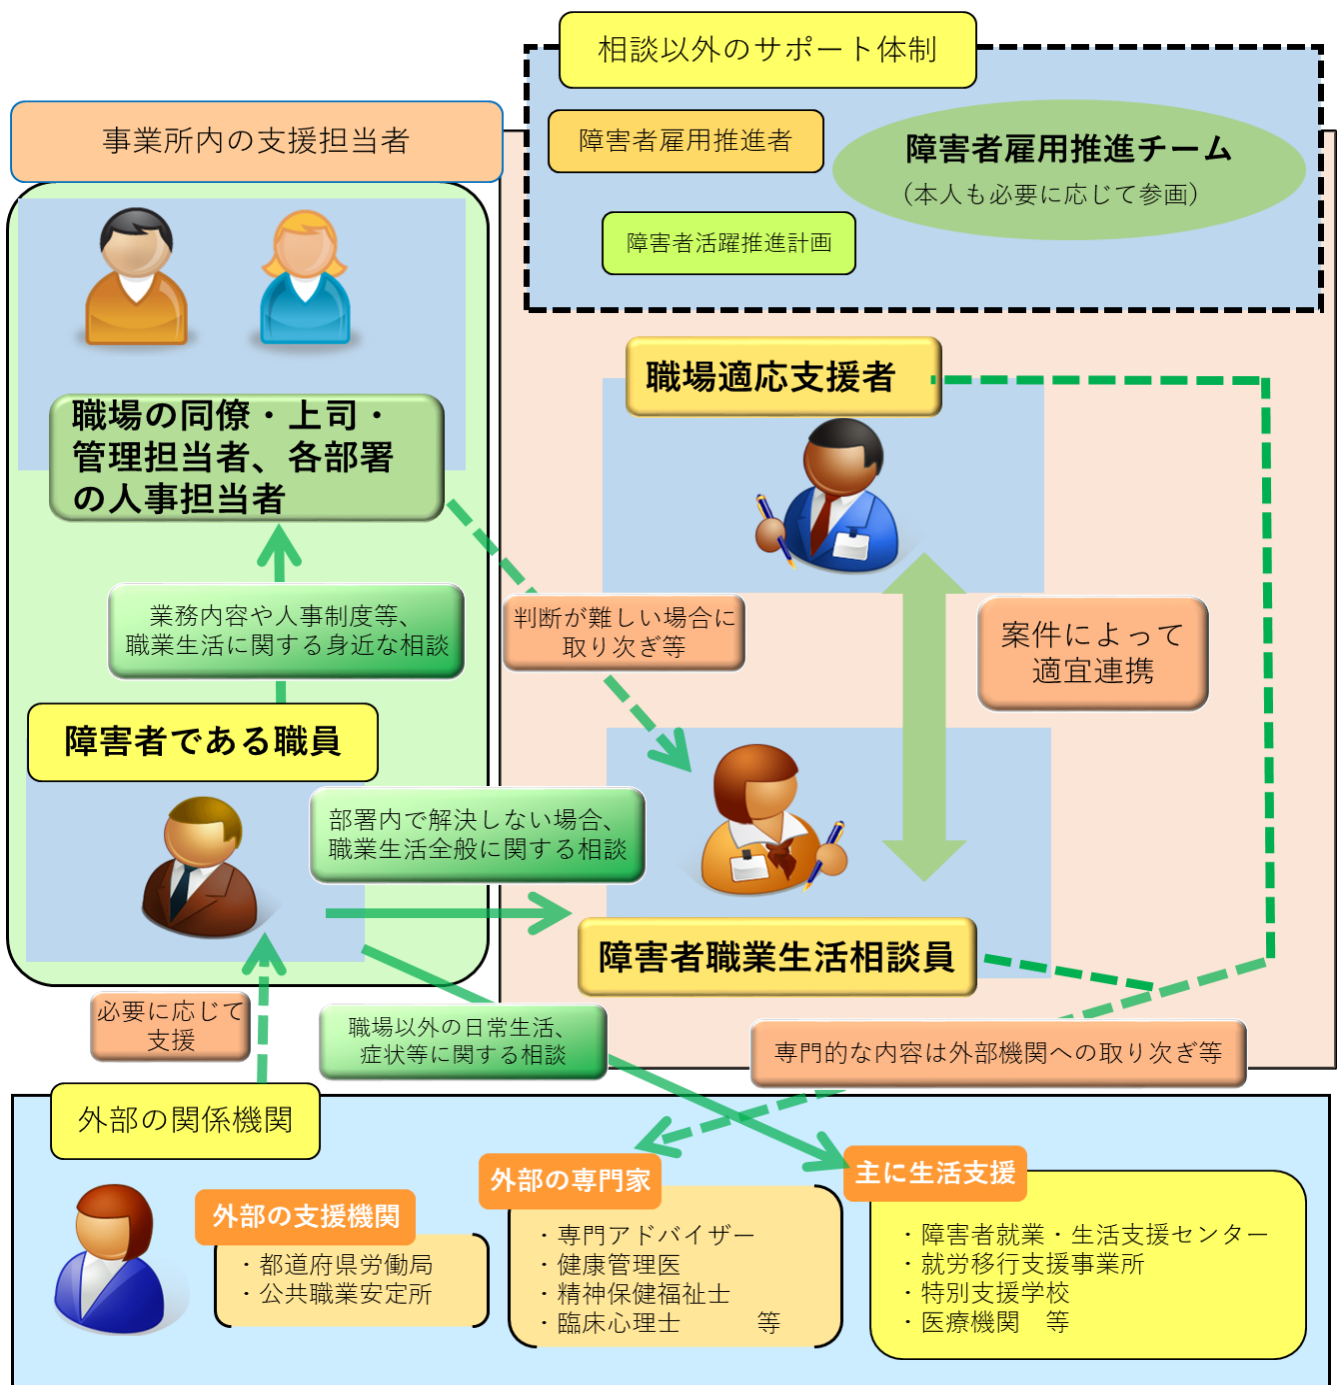 相談以外のサポート体制
障害者雇用推進者
障害者雇用推進チーム
（本人も必要に応じて参画）
障害者活躍推進計画
事業所内の支援担当者
職場の同僚・上司・
管理担当者、各部署
の人事担当者
職場適応支援者
業務内容や人事制度等、
職業生活に関する身近な相談
判断が難しい場合に
取り次ぎ等
案件によって
適宜連携
障害者である職員
部署内で解決しない場合、
職業生活全般に関する相談
障害者職業生活相談員
必要に応じて
支援
職場以外の日常生活、
症状等に関する相談
専門的な内容は外部機関への取り次ぎ等
外部の関係機関
外部の支援機関
・都道府県労働局
・公共職業安定所
外部の専門家
・専門アドバイザー
・健康管理医
・精神保健福祉士
・臨床心理士　　　等
主に生活支援
・障害者就業・生活支援センター
・就労移行支援事業所
・特別支援学校
・医療機関　等